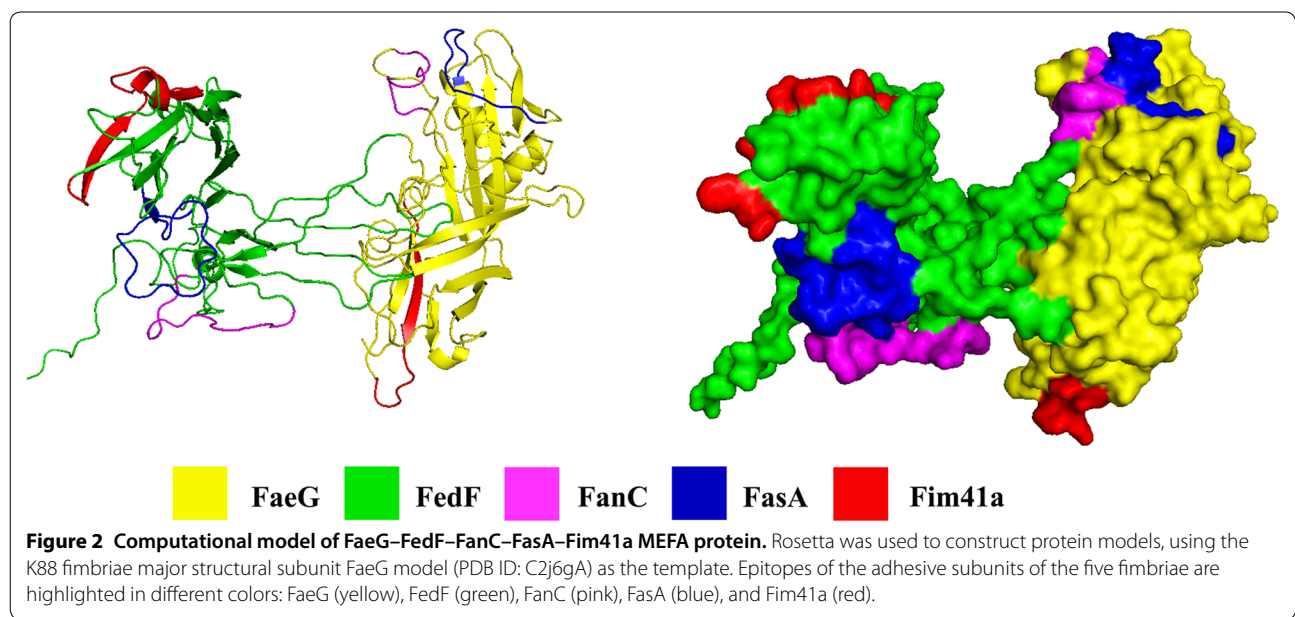 FaeG FedF FanC FasA Fim41a
Figure 2 Computational model of FaeG–FedF–FanC–FasA–Fim41a MEFA protein. Rosetta was used to construct protein models, using the
K88 fimbriae major structural subunit FaeG model (PDB ID: C2j6gA) as the template. Epitopes of the adhesive subunits of the five fimbriae are
highlighted in different colors: FaeG (yellow), FedF (green), FanC (pink), FasA (blue), and Fim41a (red).